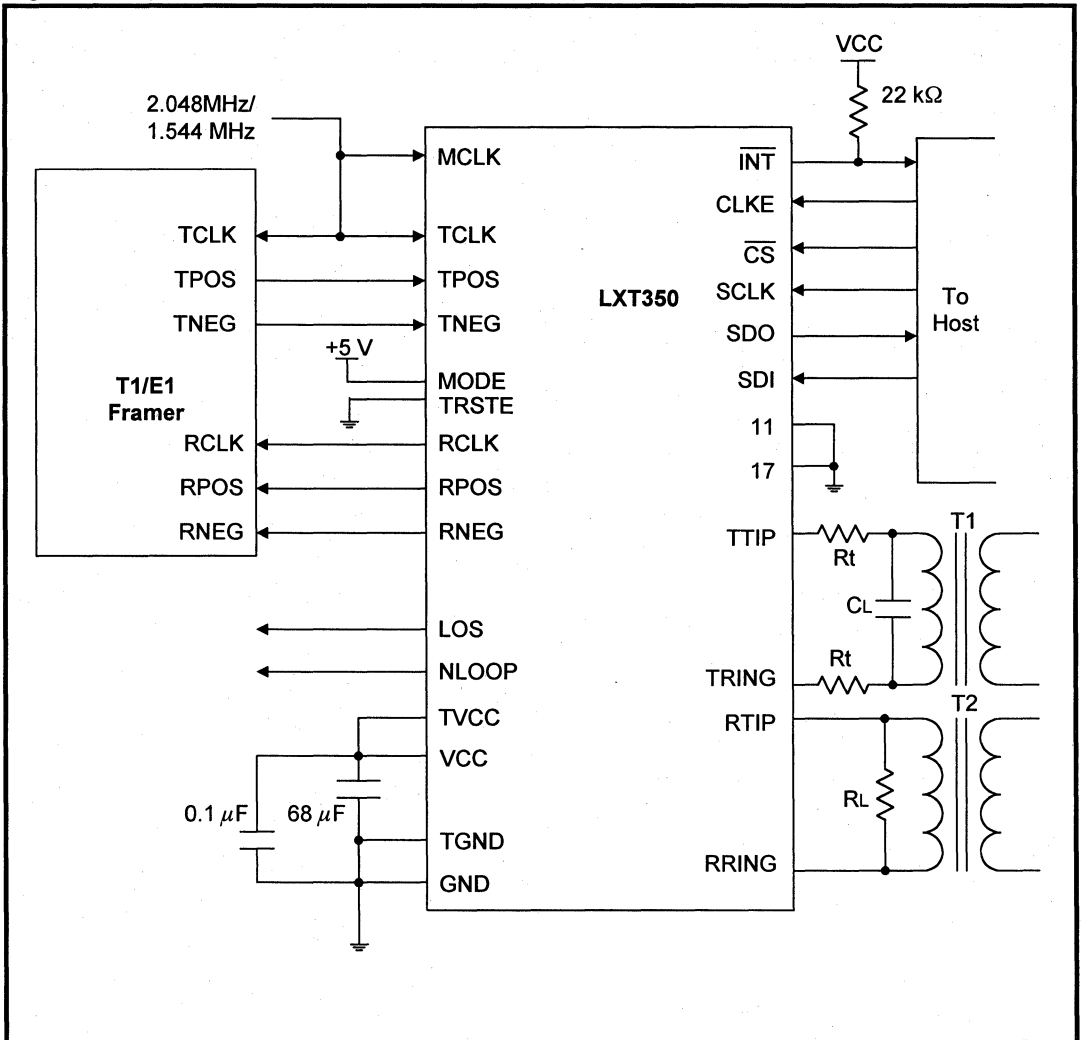 VCC
22 kΩ
2.048MHz/
1.544 MHz
MCLK
INT
CLKE
TCLK
TCLK
CS
TPOS
TPOS
SCLK
LXT350
To
Host
TNEG
TNEG
SDO
+5 V
MODE
SDI
T1/E1
Framer
TRSTE
11
RCLK
RCLK
17
RPOS
RPOS
RNEG
RNEG
TTIP
Rt
T1
CL
LOS
NLOOP
TRING
Rt
T2
TVCC
RTIP
VCC
0.1 µF
68 µF
RL
TGND
RRING
GND